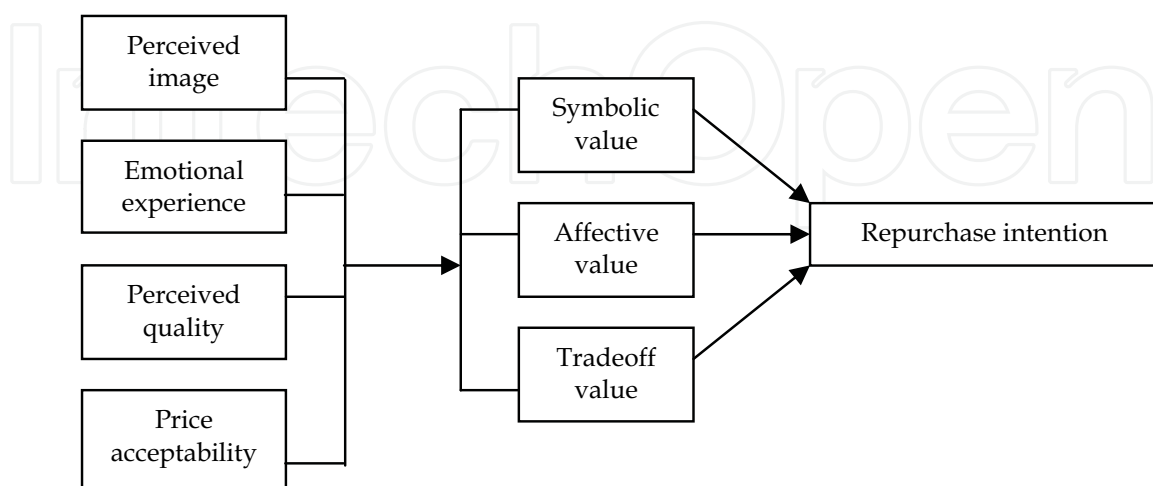 IntechOpen
Perceived
image
Emotional
experience
Perceived
quality
Price
acceptability
Symbolic
value
Affective
value
Tradeoff
value
Repurchase intention